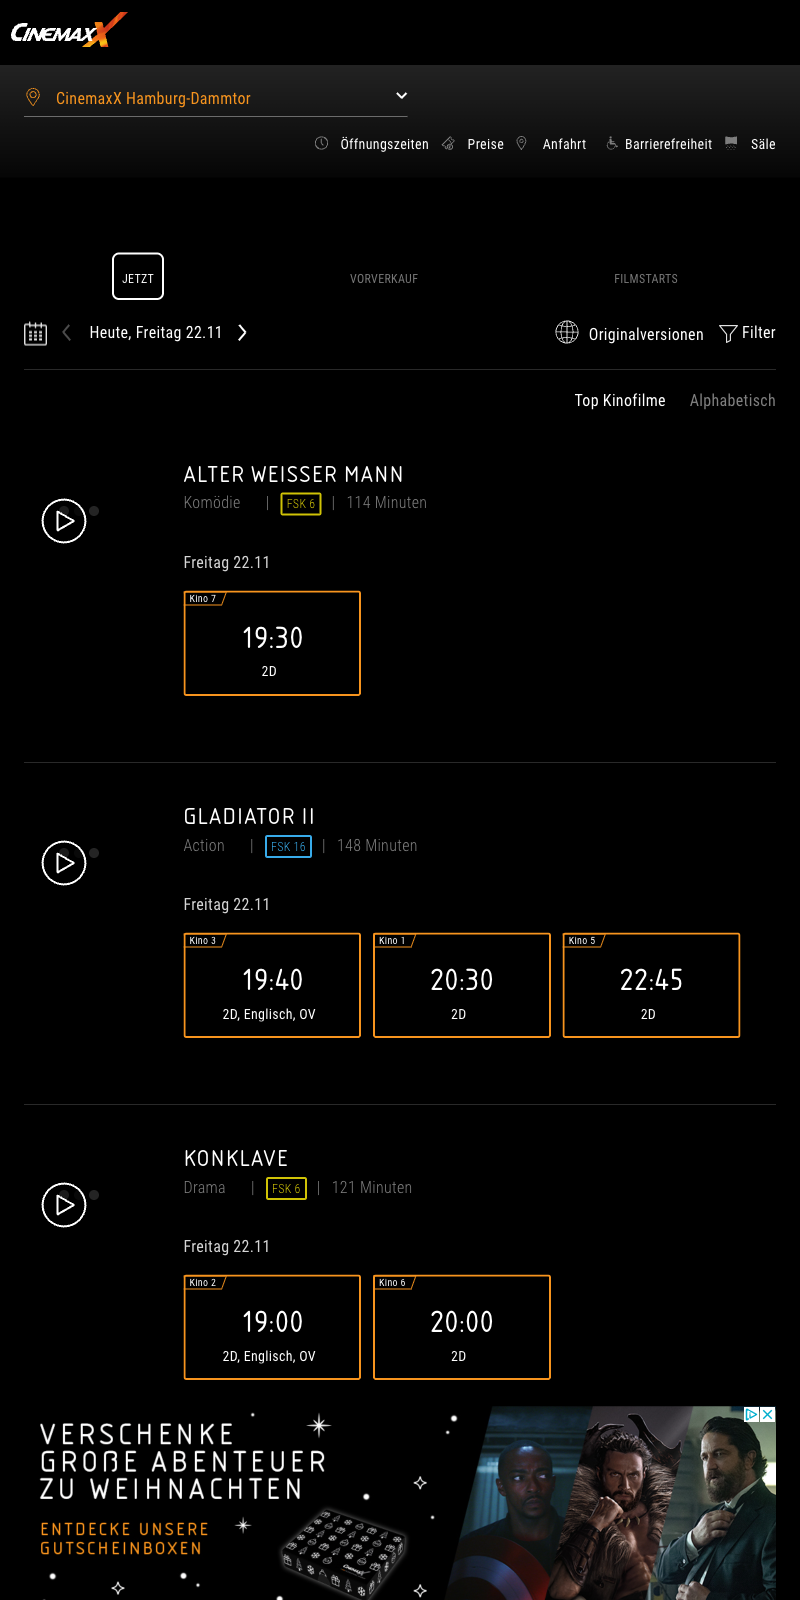 CINEMAXX
CinemaxX Hamburg-Dammtor
Öffnungszeiten Preise Anfahrt Barrierefreiheit Säle
JETZT VORVERKAUF FILMSTARTS
Heute, Freitag 22.11 Originalversionen Filter
Top Kinofilme Alphabetisch
ALTER WEISSER MANN
Komödie | FSK 6 | 114 Minuten
Freitag 22.11
Kino 7
19:30
2D
GLADIATOR II
Action | FSK 16 | 148 Minuten
Freitag 22.11
Kino 3 Kino 1 Kino 5
19:40 20:30 22:45
2D, Englisch, OV 2D 2D
KONKLAVE
Drama | FSK 6 | 121 Minuten
Freitag 22.11
Kino 2 Kino 6
19:00 20:00
2D, Englisch, OV 2D
VERSCHENKE
GROẞE ABENTEUER
ZU WEIHNACHTEN
ENTDECKE UNSERE
GUTSCHEINBOXEN
CINEMAXX